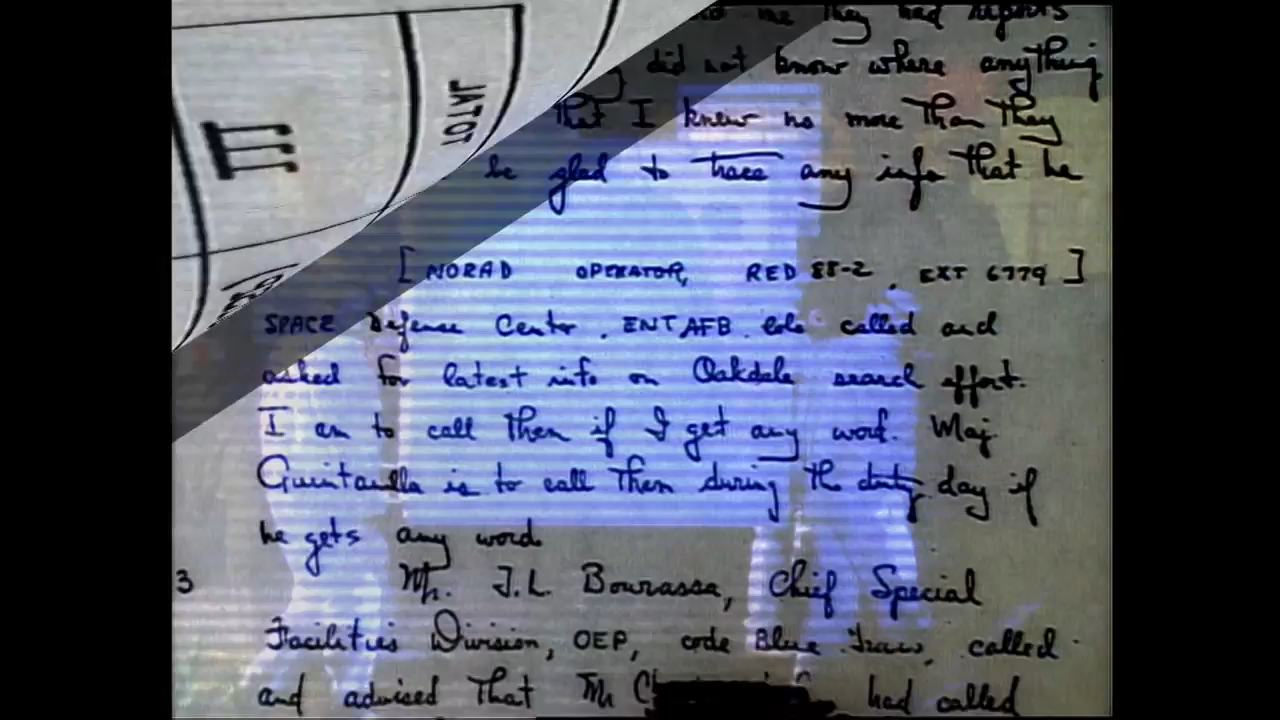 me They had reports
did not know where anything
That I knew no more Than They
be glad to trace any info That he
[NORAD OPERATOR, RED 88-2, EXT 6779]
SPACE Defense Center, ENT AFB called and
asked for latest info on Oakdale search effort.
I am to call Them if I get any word. Maj
Quintanilla is to call Them during The duty day if
he gets any word
3 Mr. J.L. Bourassa, Chief Special
Facilities Division, OEP, code Blue called
and advised That Mr had called
TOTAL